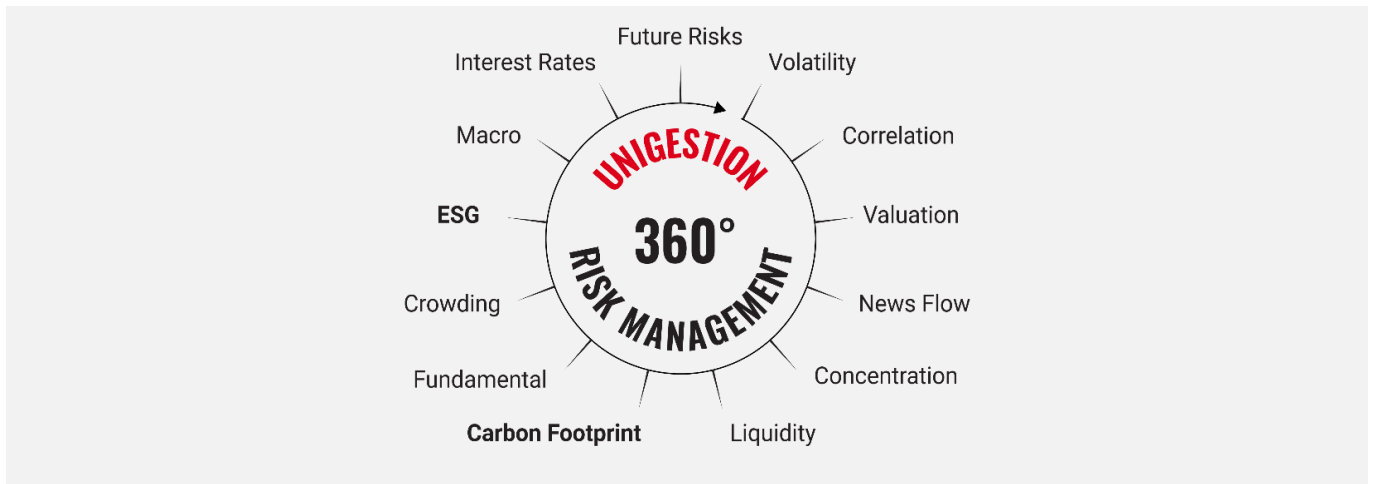 Future Risks
Interest Rates
Volatility
Macro
Correlation
UNIGESTION
ESG
360°
Valuation
RISK MANAGEMENT
Crowding
News Flow
Fundamental
Concentration
Carbon Footprint
Liquidity